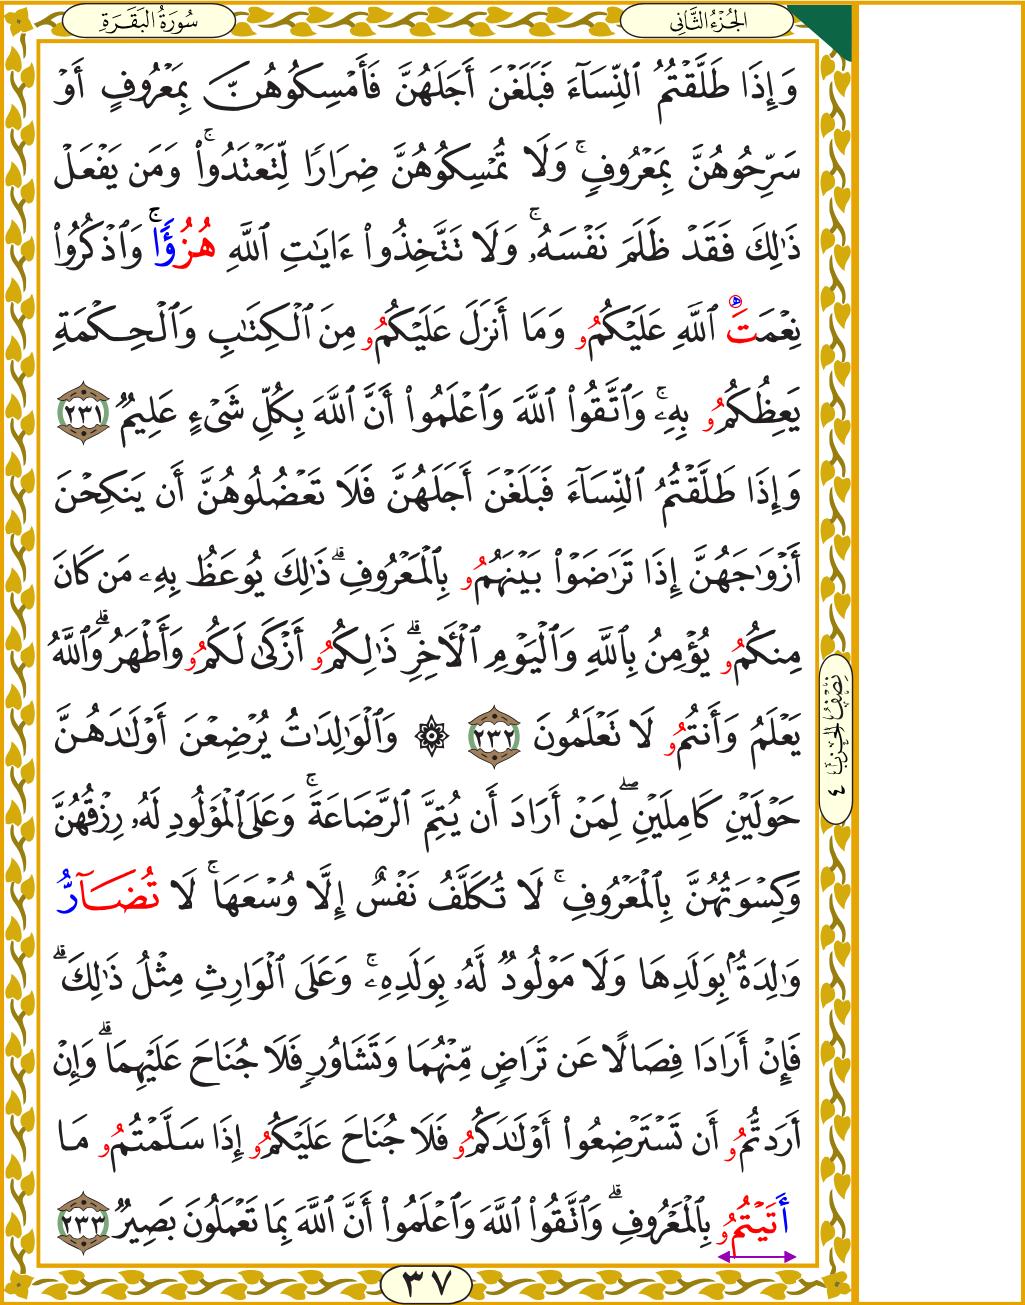 سُورَةُ البَقَرَةِ
الجُزْءُ الثَّانِي
وَإِذَا طَلَّقْتُمُ ٱلنِّسَآءَ فَبَلَغْنَ أَجَلَهُنَّ فَأَمْسِكُوهُنَّ بِمَعْرُوفٍ أَوْ
سَرِّحُوهُنَّ بِمَعْرُوفٍۚ وَلَا تُمْسِكُوهُنَّ ضِرَارًا لِّتَعْتَدُوا۟ۚ وَمَن يَفْعَلْ
ذَٰلِكَ فَقَدْ ظَلَمَ نَفْسَهُۥۚ وَلَا تَتَّخِذُوٓا۟ ءَايَٰتِ ٱللَّهِ هُزُؤًاۚ وَٱذْكُرُوا۟
نِعْمَتَ ٱللَّهِ عَلَيْكُمُۥ وَمَا أَنزَلَ عَلَيْكُمُۥ مِنَ ٱلْكِتَٰبِ وَٱلْحِكْمَةِ
يَعِظُكُمُۥ بِهِۦۚ وَٱتَّقُوا۟ ٱللَّهَ وَٱعْلَمُوا۟ أَنَّ ٱللَّهَ بِكُلِّ شَىْءٍ عَلِيمٌ ٢٣١
وَإِذَا طَلَّقْتُمُ ٱلنِّسَآءَ فَبَلَغْنَ أَجَلَهُنَّ فَلَا تَعْضُلُوهُنَّ أَن يَنكِحْنَ
أَزْوَٰجَهُنَّ إِذَا تَرَٰضَوْا۟ بَيْنَهُمُۥ بِٱلْمَعْرُوفِۗ ذَٰلِكَ يُوعَظُ بِهِۦ مَن كَانَ
مِنكُمُۥ يُؤْمِنُ بِٱللَّهِ وَٱلْيَوْمِ ٱلْأَخِرِۗ ذَٰلِكُمُۥ أَزْكَىٰ لَكُمُۥ وَأَطْهَرُۗ وَٱللَّهُ
يَعْلَمُ وَأَنتُمُۥ لَا تَعْلَمُونَ ٢٣٢ ۞ وَٱلْوَٰلِدَاتُ يُرْضِعْنَ أَوْلَٰدَهُنَّ
حَوْلَيْنِ كَامِلَيْنِۖ لِمَنْ أَرَادَ أَن يُتِمَّ ٱلرَّضَاعَةَۚ وَعَلَى ٱلْمَوْلُودِ لَهُۥ رِزْقُهُنَّ
وَكِسْوَتُهُنَّ بِٱلْمَعْرُوفِۚ لَا تُكَلَّفُ نَفْسٌ إِلَّا وُسْعَهَاۚ لَا تُضَآرُّ
وَٰلِدَةٌۢ بِوَلَدِهَا وَلَا مَوْلُودٌ لَّهُۥ بِوَلَدِهِۦۚ وَعَلَى ٱلْوَارِثِ مِثْلُ ذَٰلِكَۗ
فَإِنْ أَرَادَا فِصَالًا عَن تَرَاضٍ مِّنْهُمَا وَتَشَاوُرٍ فَلَا جُنَاحَ عَلَيْهِمَاۗ وَإِنْ
أَرَدتُّمُۥ أَن تَسْتَرْضِعُوا۟ أَوْلَٰدَكُمُۥ فَلَا جُنَاحَ عَلَيْكُمُۥ إِذَا سَلَّمْتُمُۥ مَا
أَتَيْتُمُۥ بِٱلْمَعْرُوفِۗ وَٱتَّقُوا۟ ٱللَّهَ وَٱعْلَمُوا۟ أَنَّ ٱللَّهَ بِمَا تَعْمَلُونَ بَصِيرٌ ٢٣٣
نِصْفُ الحِزْبِ ٤
٣٧